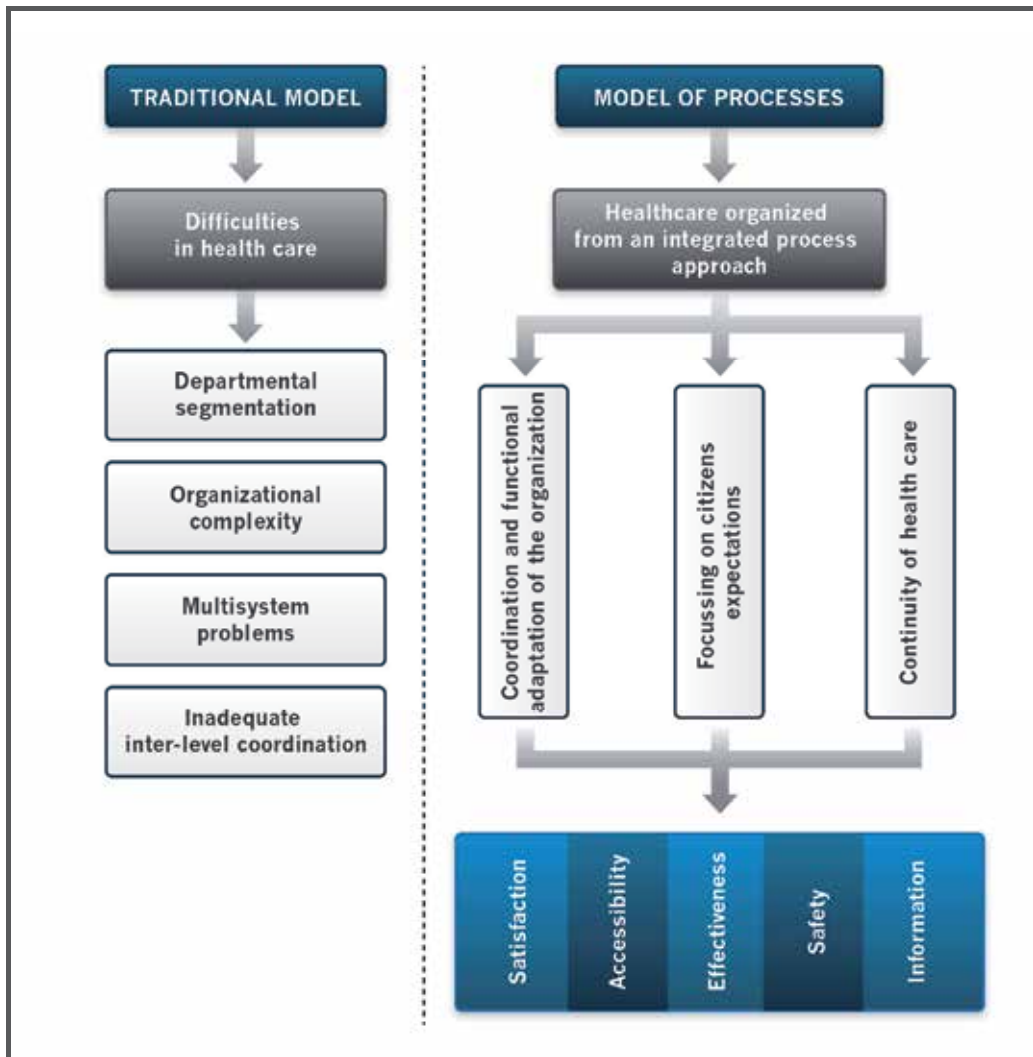 TRADITIONAL MODEL
Difficulties
in health care
Departmental
segmentation
Organizational
complexity
Multisystem
problems
Inadequate
inter-level coordination
MODEL OF PROCESSES
Healthcare organized
from an integrated process
approach
Coordination and functional
adaptation of the organization
Focussing on citizens
expectations
Continuity of health care
Satisfaction
Accessibility
Effectiveness
Safety
Information